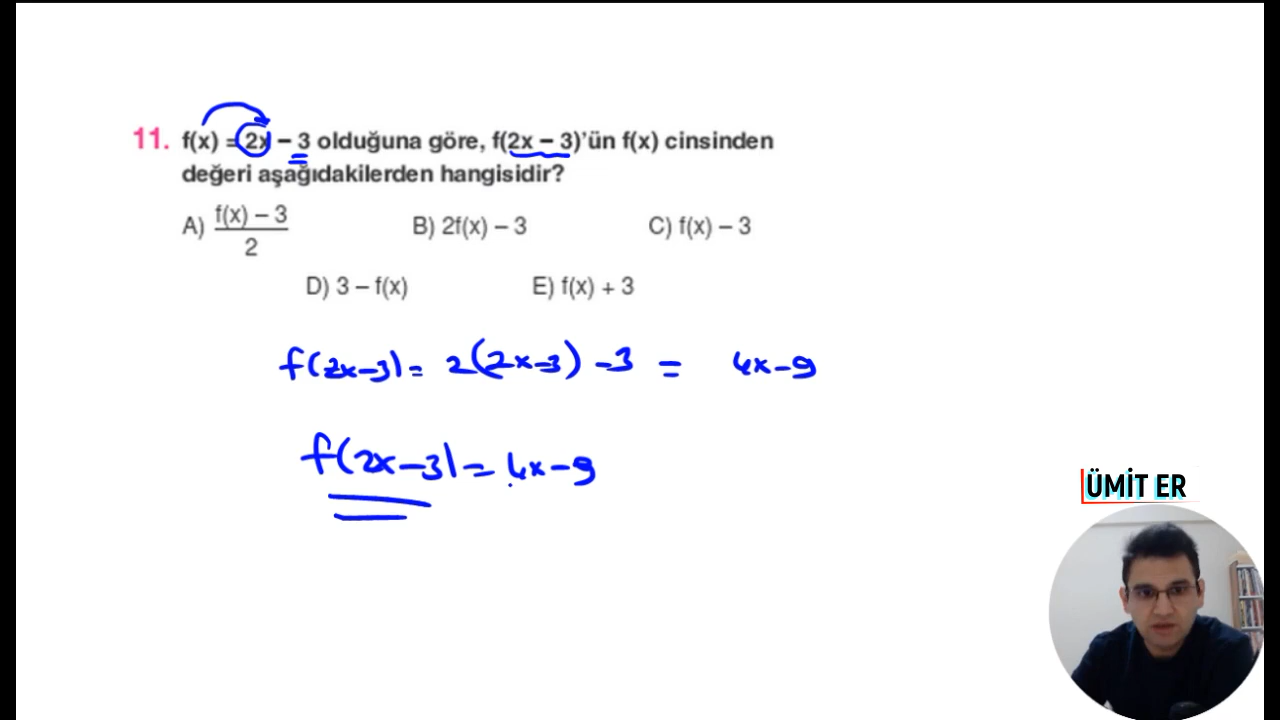 11. f(x) = 2x – 3 olduğuna göre, f(2x – 3)'ün f(x) cinsinden
değeri aşağıdakilerden hangisidir?
A) f(x) – 3 / 2 B) 2f(x) – 3 C) f(x) – 3
D) 3 – f(x) E) f(x) + 3
f(2x-3) = 2(2x-3) -3 = 4x-9
f(2x-3) = 4x-9
ÜMİT ER